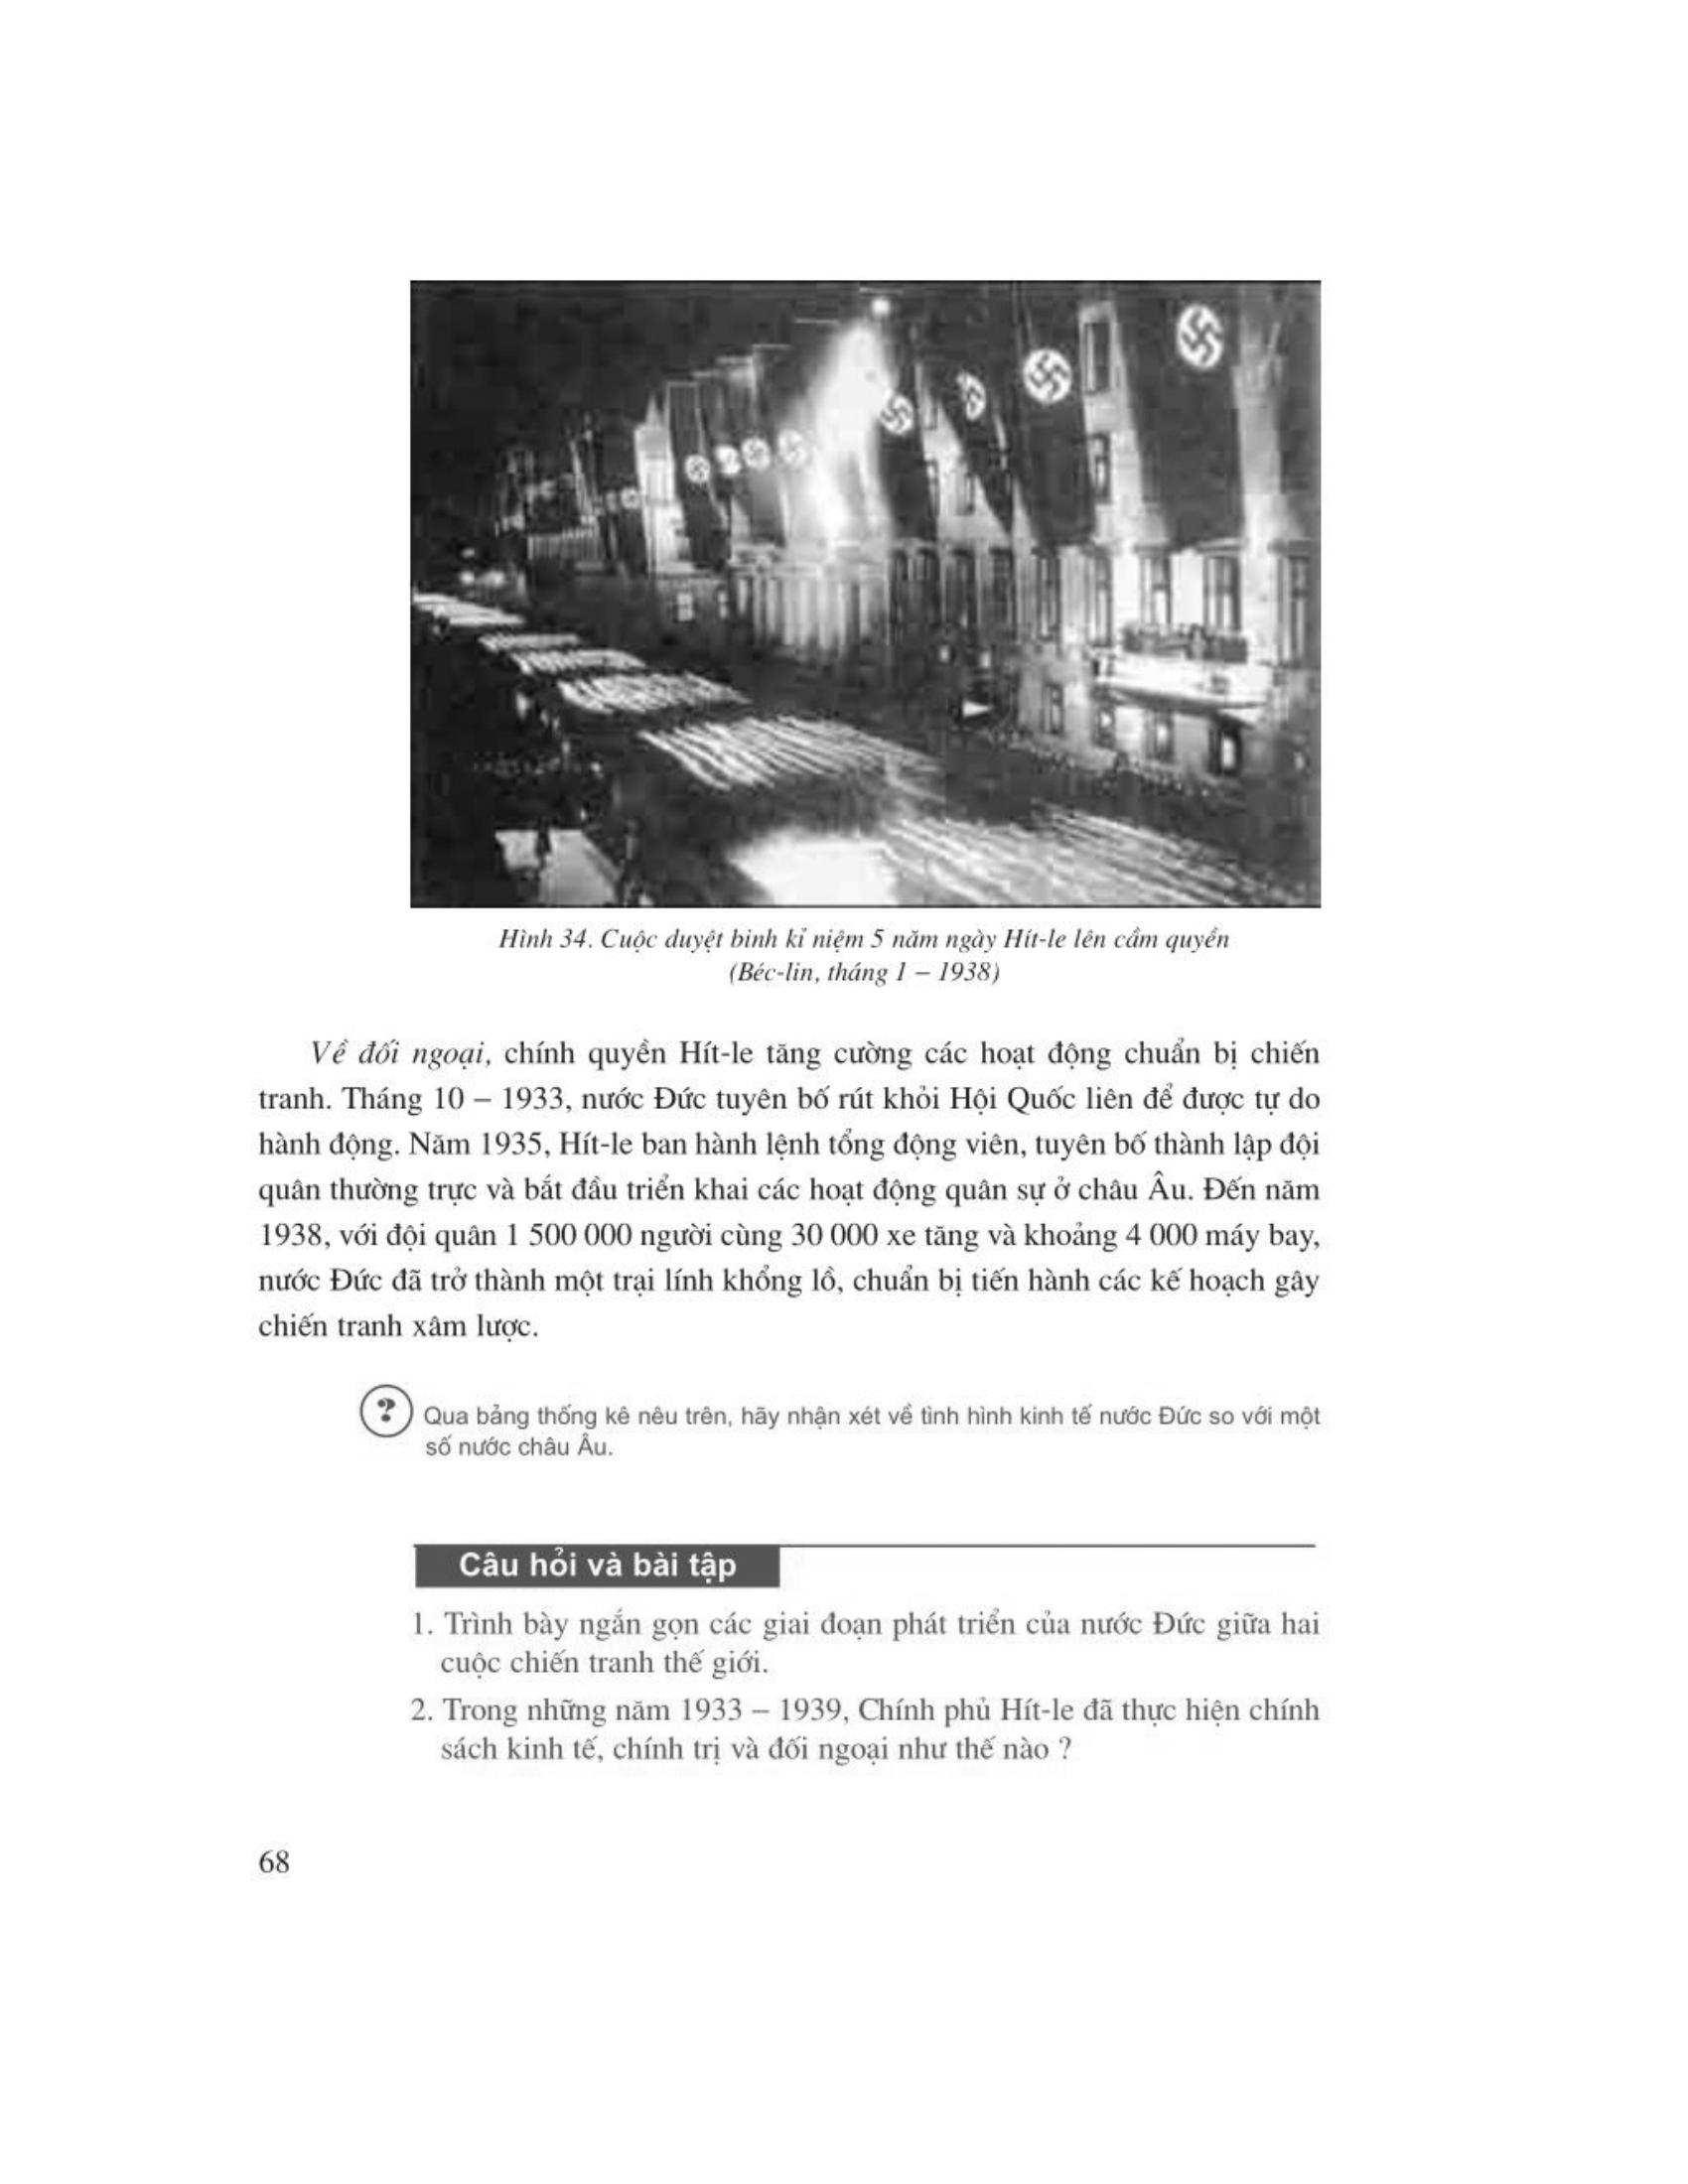 Hình 34. Cuộc duyệt binh kỉ niệm 5 năm ngày Hít-le lên cầm quyền
(Béc-lin, tháng 1 – 1938)
Về đối ngoại, chính quyền Hít-le tăng cường các hoạt động chuẩn bị chiến
tranh. Tháng 10 – 1933, nước Đức tuyên bố rút khỏi Hội Quốc liên để được tự do
hành động. Năm 1935, Hít-le ban hành lệnh tổng động viên, tuyên bố thành lập đội
quân thường trực và bắt đầu triển khai các hoạt động quân sự ở châu Âu. Đến năm
1938, với đội quân 1 500 000 người cùng 30 000 xe tăng và khoảng 4 000 máy bay,
nước Đức đã trở thành một trại lính khổng lồ, chuẩn bị tiến hành các kế hoạch gây
chiến tranh xâm lược.
? Qua bảng thống kê nêu trên, hãy nhận xét về tình hình kinh tế nước Đức so với một
số nước châu Âu.
Câu hỏi và bài tập
1. Trình bày ngắn gọn các giai đoạn phát triển của nước Đức giữa hai
cuộc chiến tranh thế giới.
2. Trong những năm 1933 – 1939, Chính phủ Hít-le đã thực hiện chính
sách kinh tế, chính trị và đối ngoại như thế nào ?
68